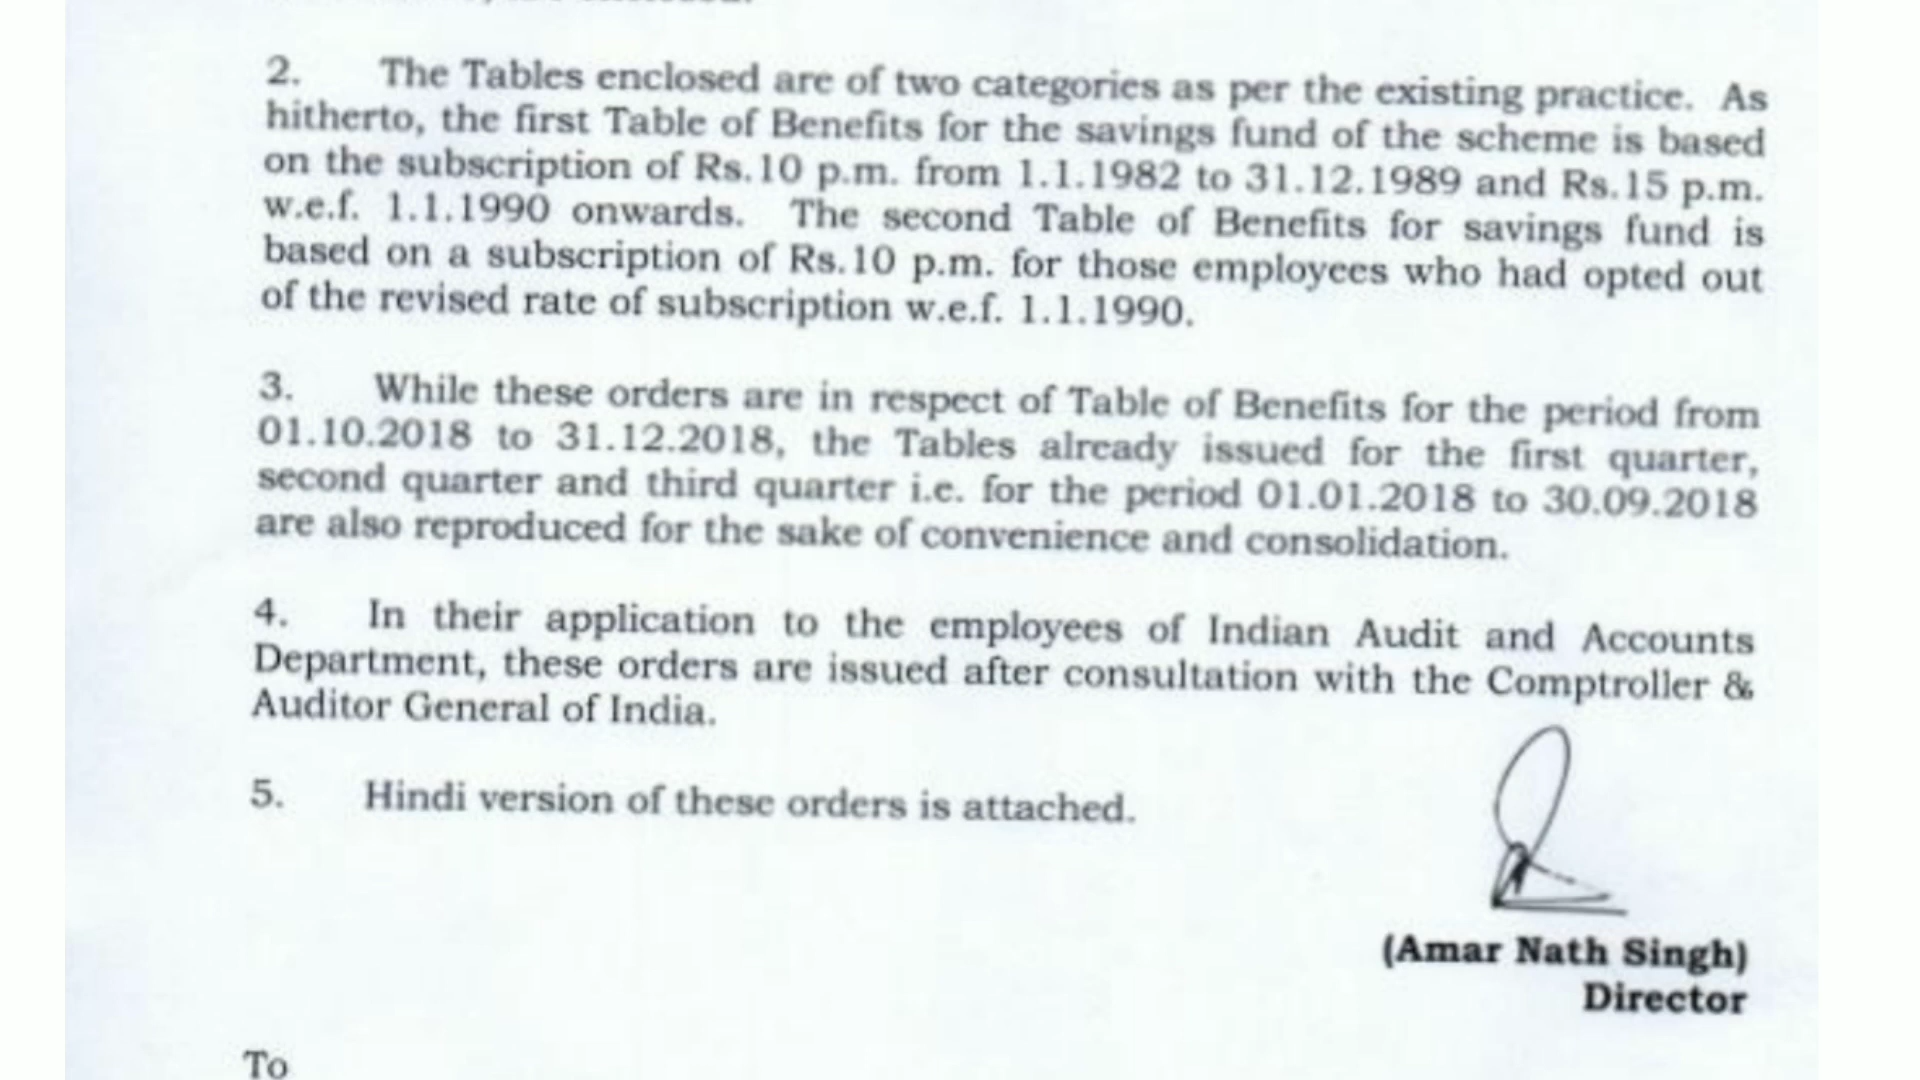 2. The Tables enclosed are of two categories as per the existing practice. As
hitherto, the first Table of Benefits for the savings fund of the scheme is based
on the subscription of Rs.10 p.m. from 1.1.1982 to 31.12.1989 and Rs.15 p.m.
w.e.f. 1.1.1990 onwards. The second Table of Benefits for savings fund is
based on a subscription of Rs.10 p.m. for those employees who had opted out
of the revised rate of subscription w.e.f. 1.1.1990.
3. While these orders are in respect of Table of Benefits for the period from
01.10.2018 to 31.12.2018, the Tables already issued for the first quarter,
second quarter and third quarter i.e. for the period 01.01.2018 to 30.09.2018
are also reproduced for the sake of convenience and consolidation.
4. In their application to the employees of Indian Audit and Accounts
Department, these orders are issued after consultation with the Comptroller &
Auditor General of India.
5. Hindi version of these orders is attached.
(Amar Nath Singh)
Director
To